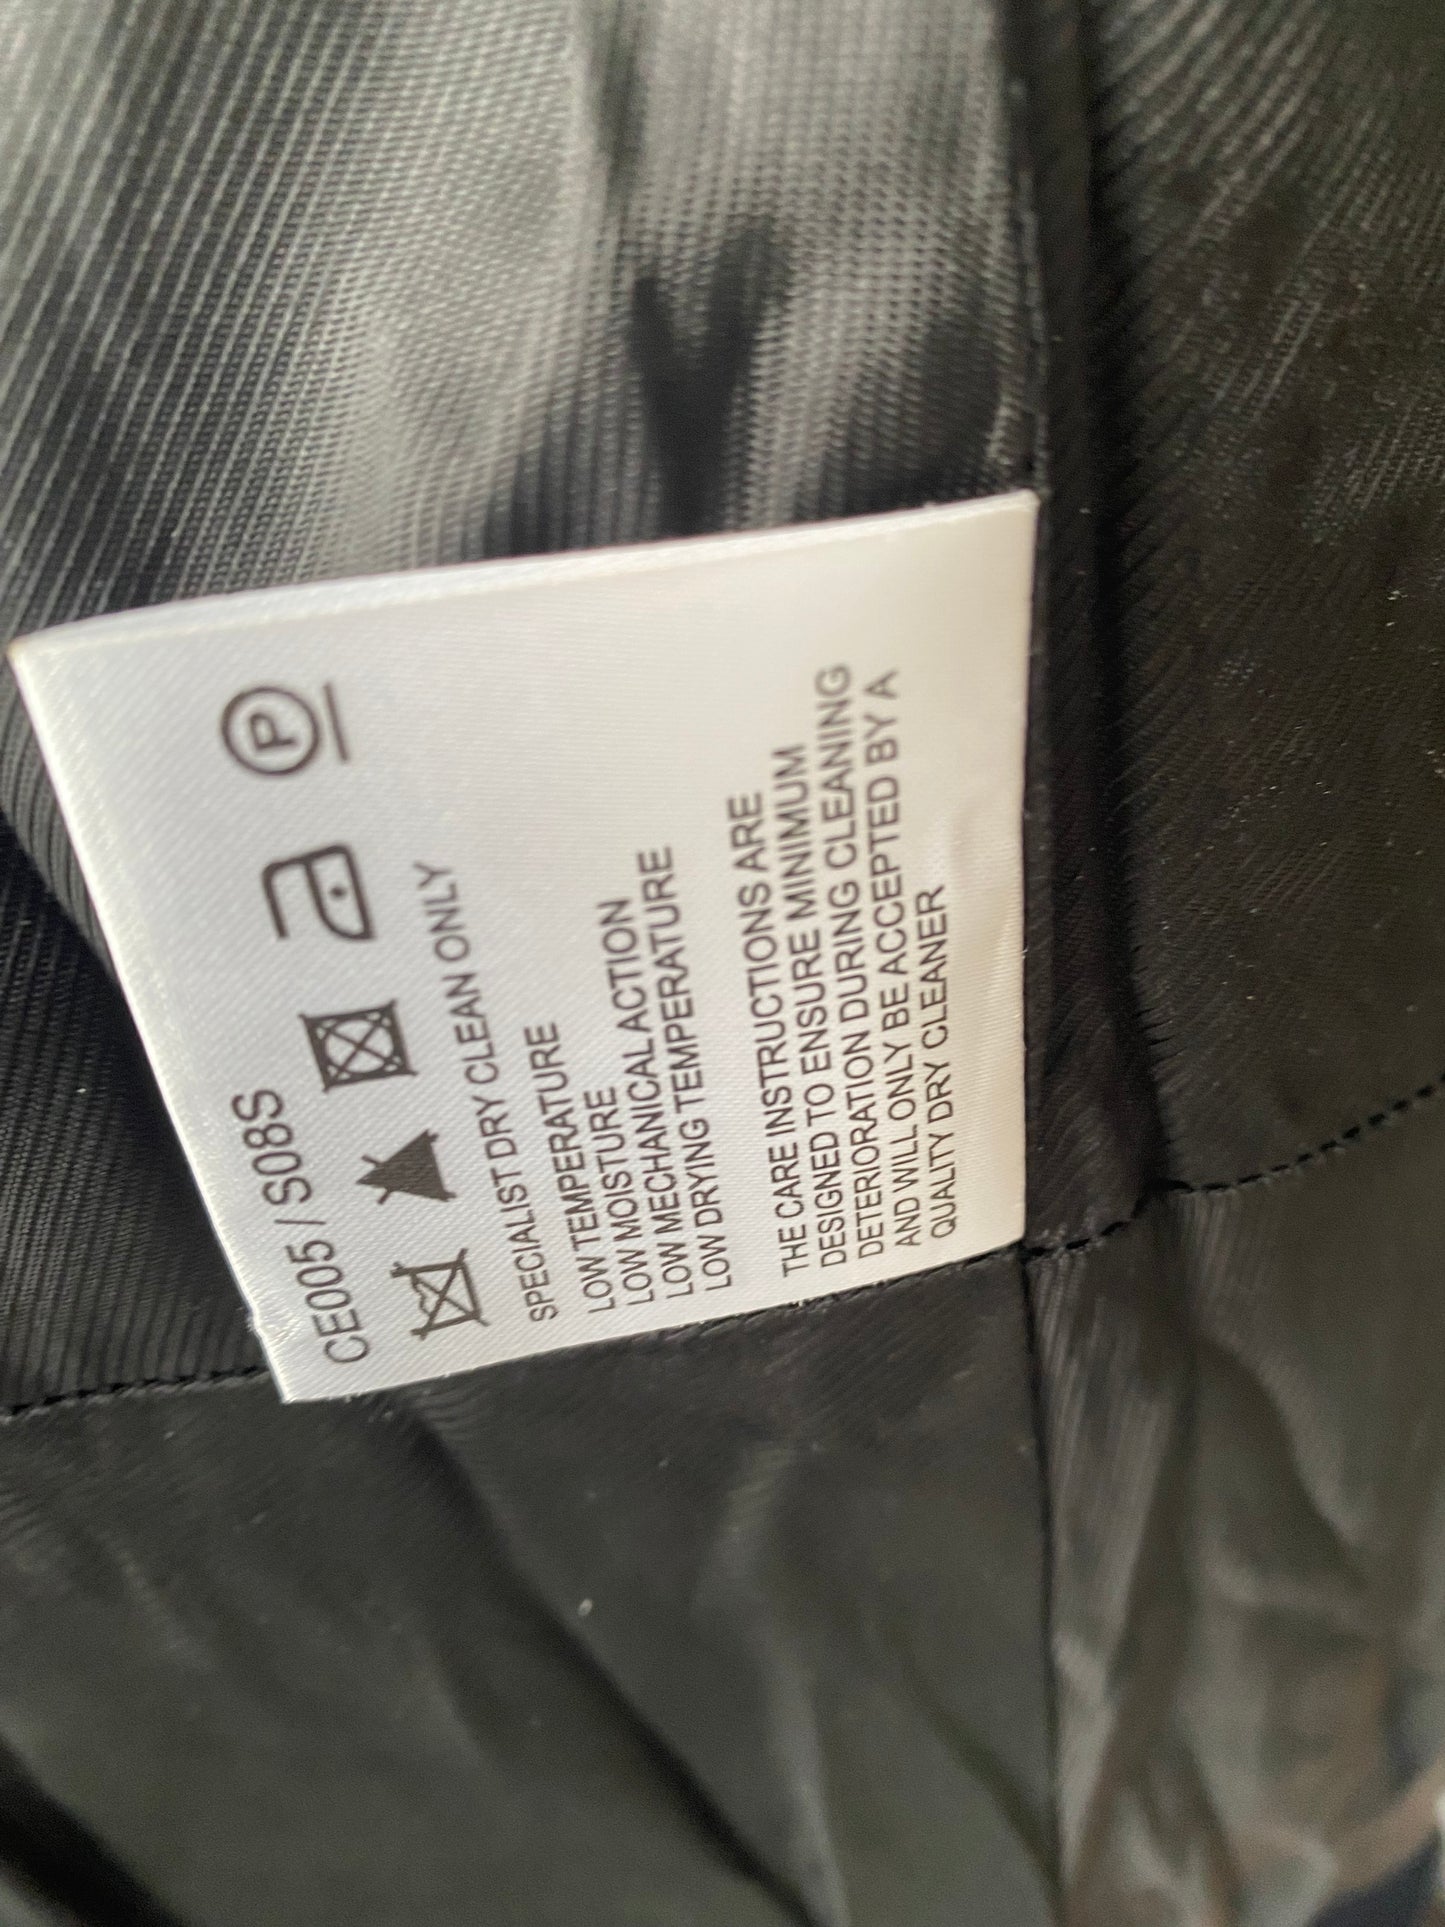 CE005 / S08S
P
SPECIALIST DRY CLEAN ONLY
LOW TEMPERATURE
LOW MOISTURE
LOW MECHANICAL ACTION
LOW DRYING TEMPERATURE
THE CARE INSTRUCTIONS ARE
DESIGNED TO ENSURE MINIMUM
DETERIORATION DURING CLEANING
AND WILL ONLY BE ACCEPTED BY A
QUALITY DRY CLEANER